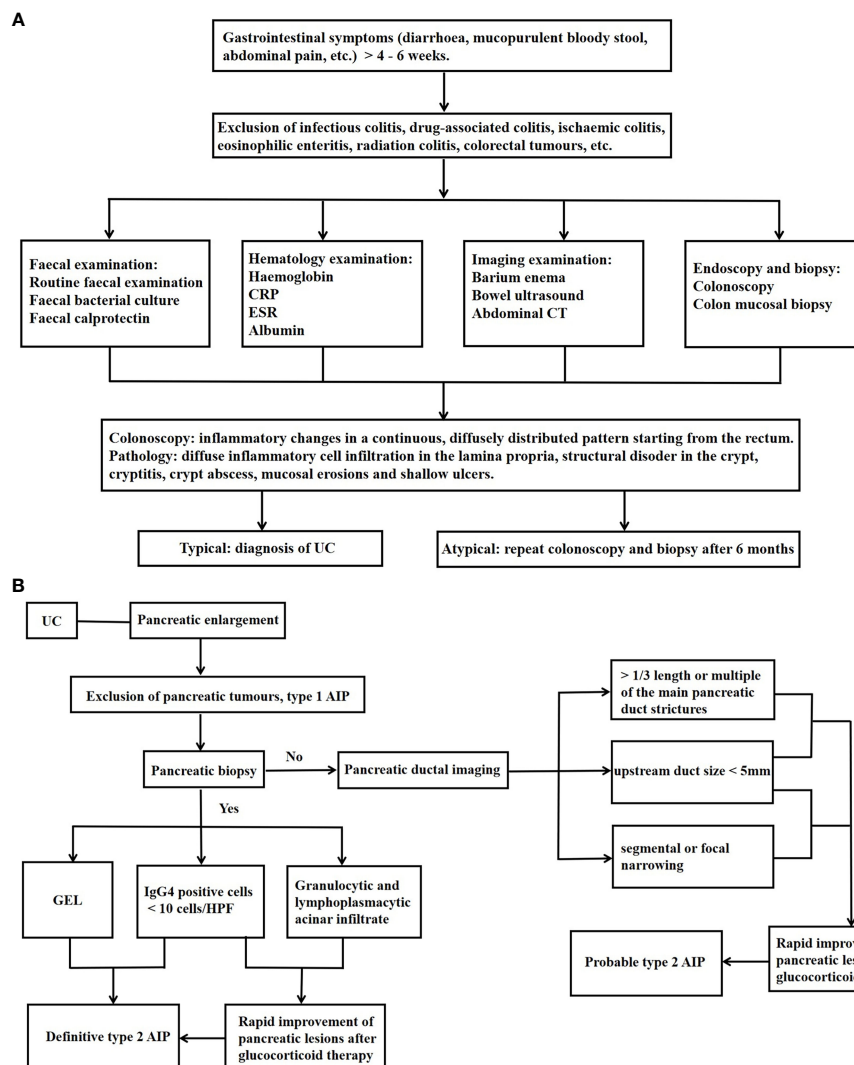 A
Gastrointestinal symptoms (diarrhoea, mucopurulent bloody stool,
abdominal pain, etc.) > 4 - 6 weeks.
Exclusion of infectious colitis, drug-associated colitis, ischaemic colitis,
eosinophilic enteritis, radiation colitis, colorectal tumours, etc.
Faecal examination:
Routine faecal examination
Faecal bacterial culture
Faecal calprotectin
Hematology examination:
Haemoglobin
CRP
ESR
Albumin
Imaging examination:
Barium enema
Bowel ultrasound
Abdominal CT
Endoscopy and biopsy:
Colonoscopy
Colon mucosal biopsy
Colonoscopy: inflammatory changes in a continuous, diffusely distributed pattern starting from the rectum.
Pathology: diffuse inflammatory cell infiltration in the lamina propria, structural disoder in the crypt,
cryptitis, crypt abscess, mucosal erosions and shallow ulcers.
Typical: diagnosis of UC
Atypical: repeat colonoscopy and biopsy after 6 months
B
UC
Pancreatic enlargement
Exclusion of pancreatic tumours, type 1 AIP
Pancreatic biopsy
No
Pancreatic ductal imaging
> 1/3 length or multiple
of the main pancreatic
duct strictures
upstream duct size < 5mm
segmental or focal
narrowing
Yes
GEL
IgG4 positive cells
< 10 cells/HPF
Granulocytic and
lymphoplasmacytic
acinar infiltrate
Definitive type 2 AIP
Rapid improvement of
pancreatic lesions after
glucocorticoid therapy
Probable type 2 AIP
Rapid improv
pancreatic les
glucocorticoid